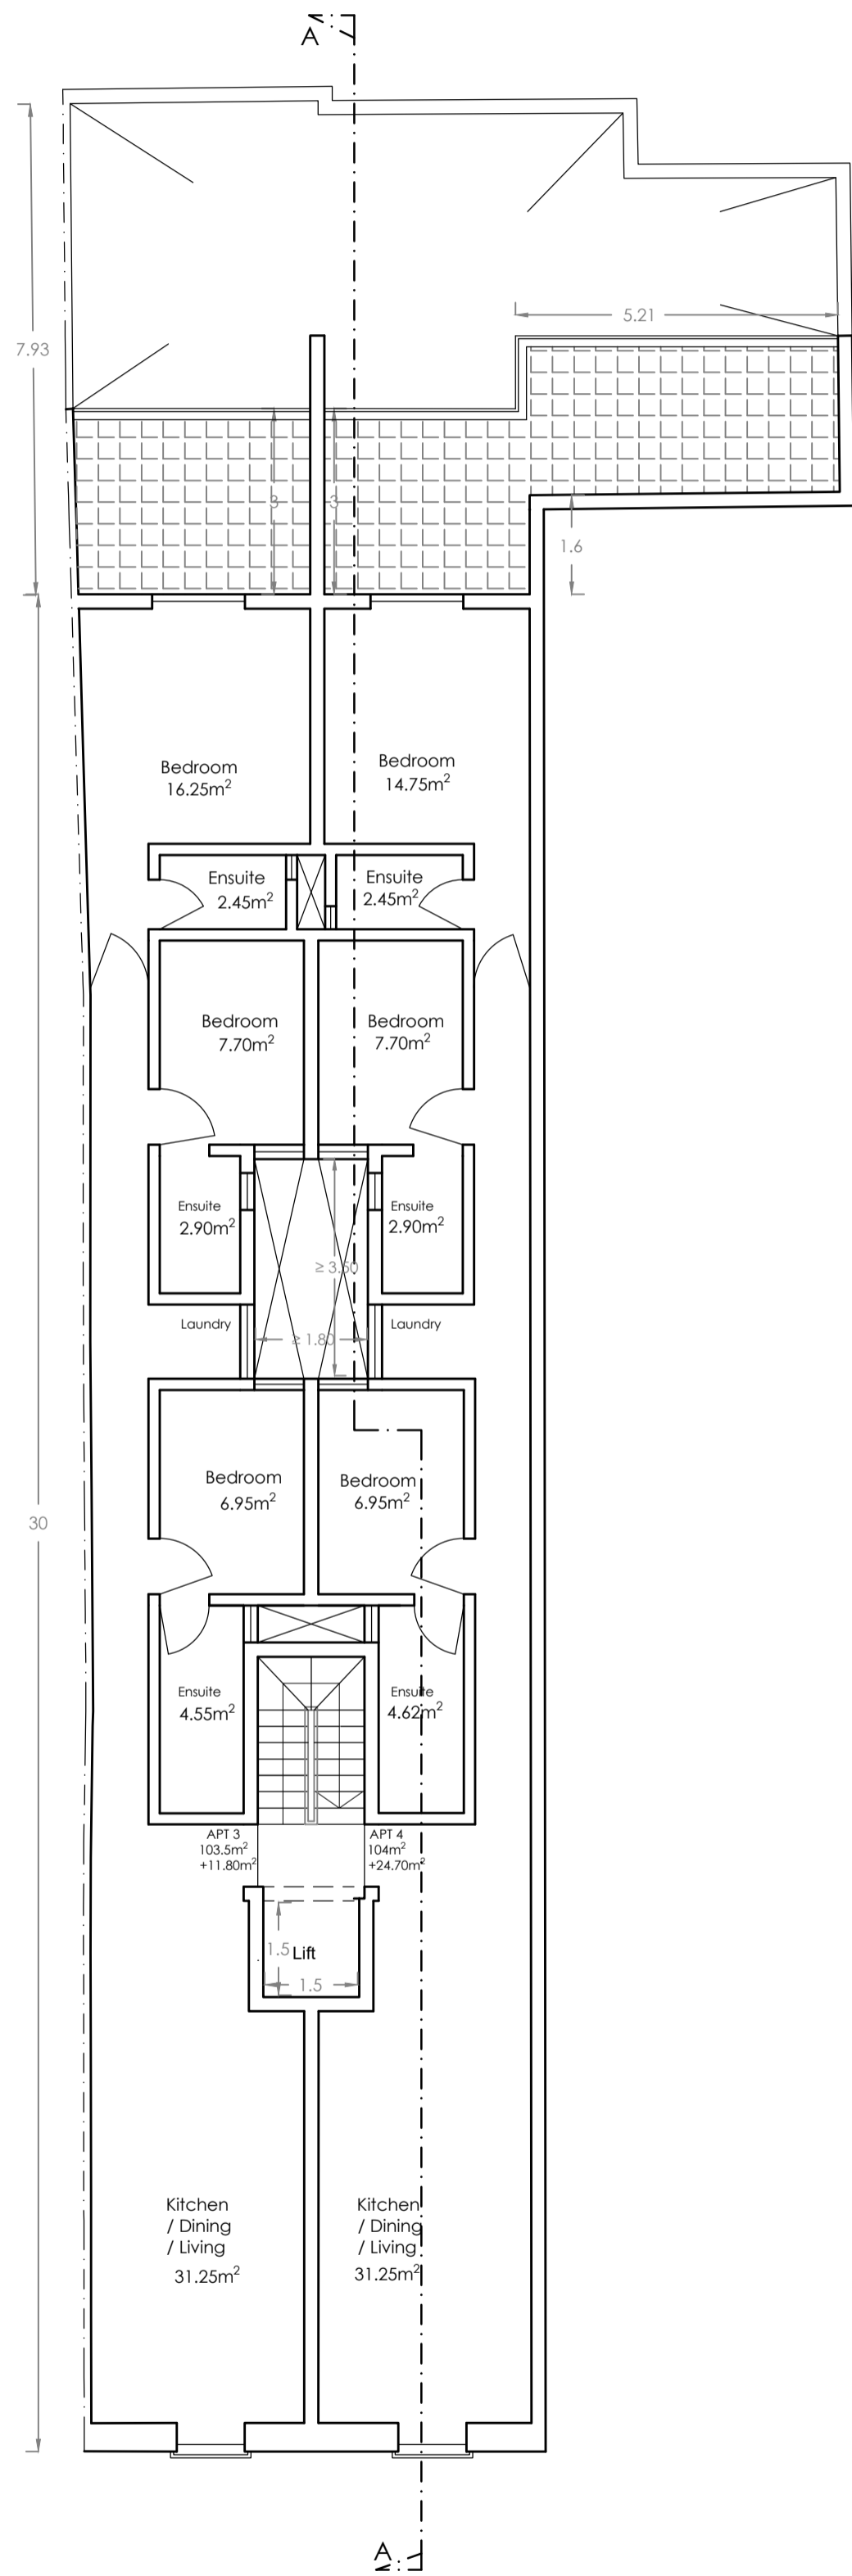 A
5.21
7.93
3
3
1.6
Bedroom
16.25m²
Bedroom
14.75m²
Ensuite
2.45m²
Ensuite
2.45m²
Bedroom
7.70m²
Bedroom
7.70m²
Ensuite
2.90m²
Ensuite
2.90m²
≥ 3.50
Laundry
≥ 1.80
Laundry
Bedroom
6.95m²
Bedroom
6.95m²
30
Ensuite
4.55m²
Ensuite
4.62m²
APT 3
103.5m²
+11.80m²
APT 4
104m²
+24.70m²
1.5
Lift
1.5
Kitchen
/ Dining
/ Living
31.25m²
Kitchen
/ Dining
/ Living
31.25m²
A